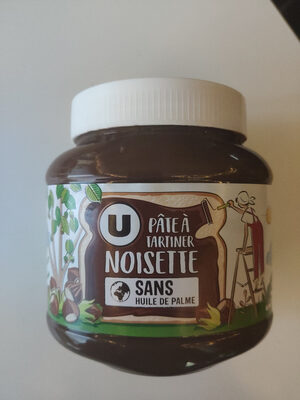 U
PÂTE À
TARTINER
NOISETTE
SANS
HUILE DE PALME